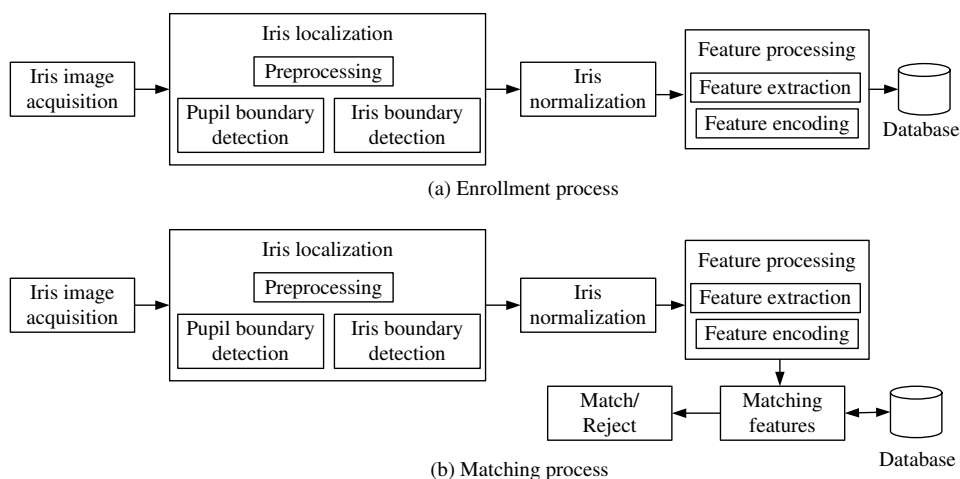 Iris localization
Preprocessing
Pupil boundary
detection
Iris boundary
detection
Iris image
acquisition
Iris
normalization
Feature processing
Feature extraction
Feature encoding
Database
(a) Enrollment process
Iris localization
Preprocessing
Pupil boundary
detection
Iris boundary
detection
Iris image
acquisition
Iris
normalization
Feature processing
Feature extraction
Feature encoding
Match/
Reject
Matching
features
Database
(b) Matching process